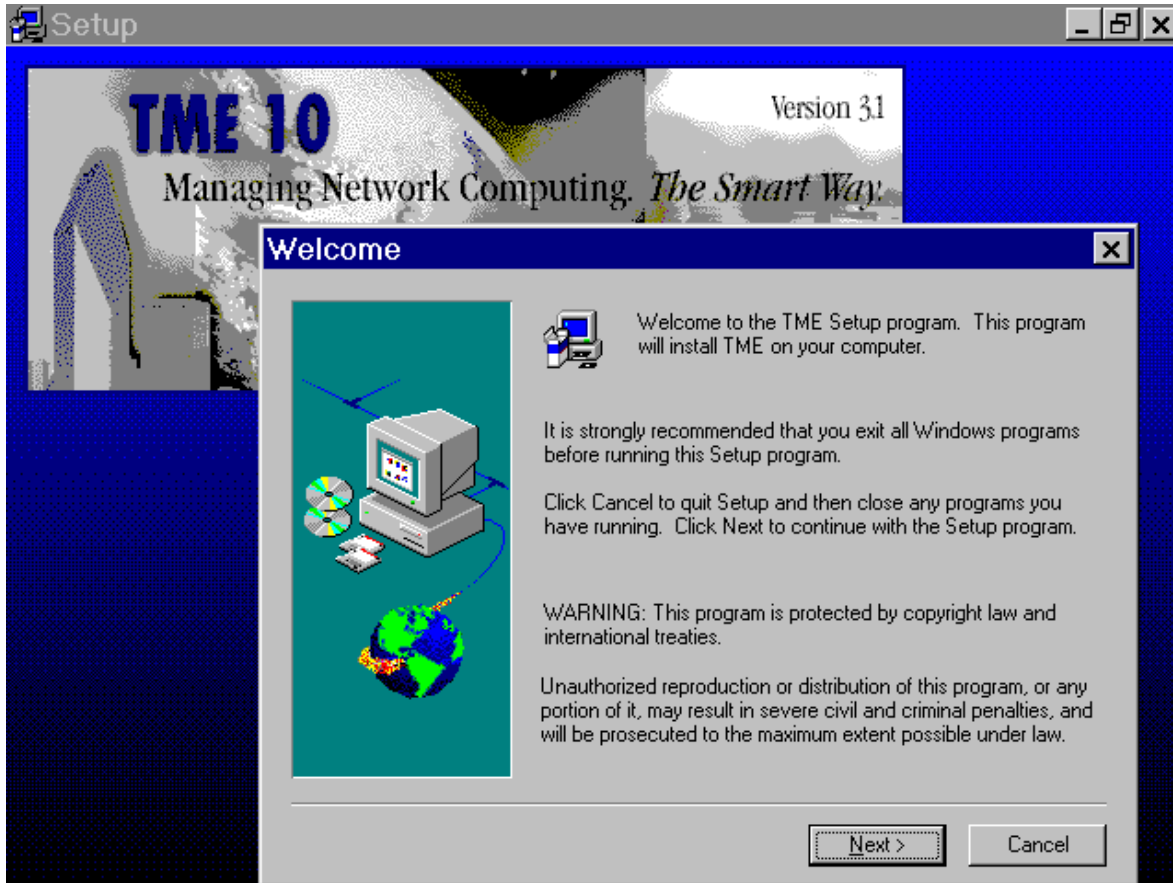 Setup
TME 10
Version 3.1
Managing Network Computing. The Smart Way.
Welcome
Welcome to the TME Setup program. This program
will install TME on your computer.
It is strongly recommended that you exit all Windows programs
before running this Setup program.
Click Cancel to quit Setup and then close any programs you
have running. Click Next to continue with the Setup program.
WARNING: This program is protected by copyright law and
international treaties.
Unauthorized reproduction or distribution of this program, or any
portion of it, may result in severe civil and criminal penalties, and
will be prosecuted to the maximum extent possible under law.
Next >
Cancel